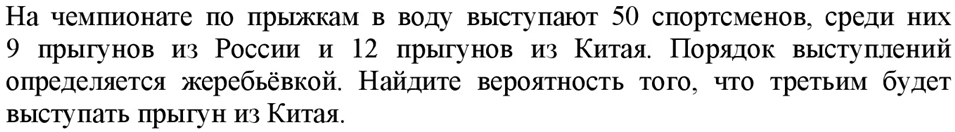 На чемпионате по прыжкам в воду выступают 50 спортсменов, среди них
9 прыгунов из России и 12 прыгунов из Китая. Порядок выступлений
определяется жеребьёвкой. Найдите вероятность того, что третьим будет
выступать прыгун из Китая.